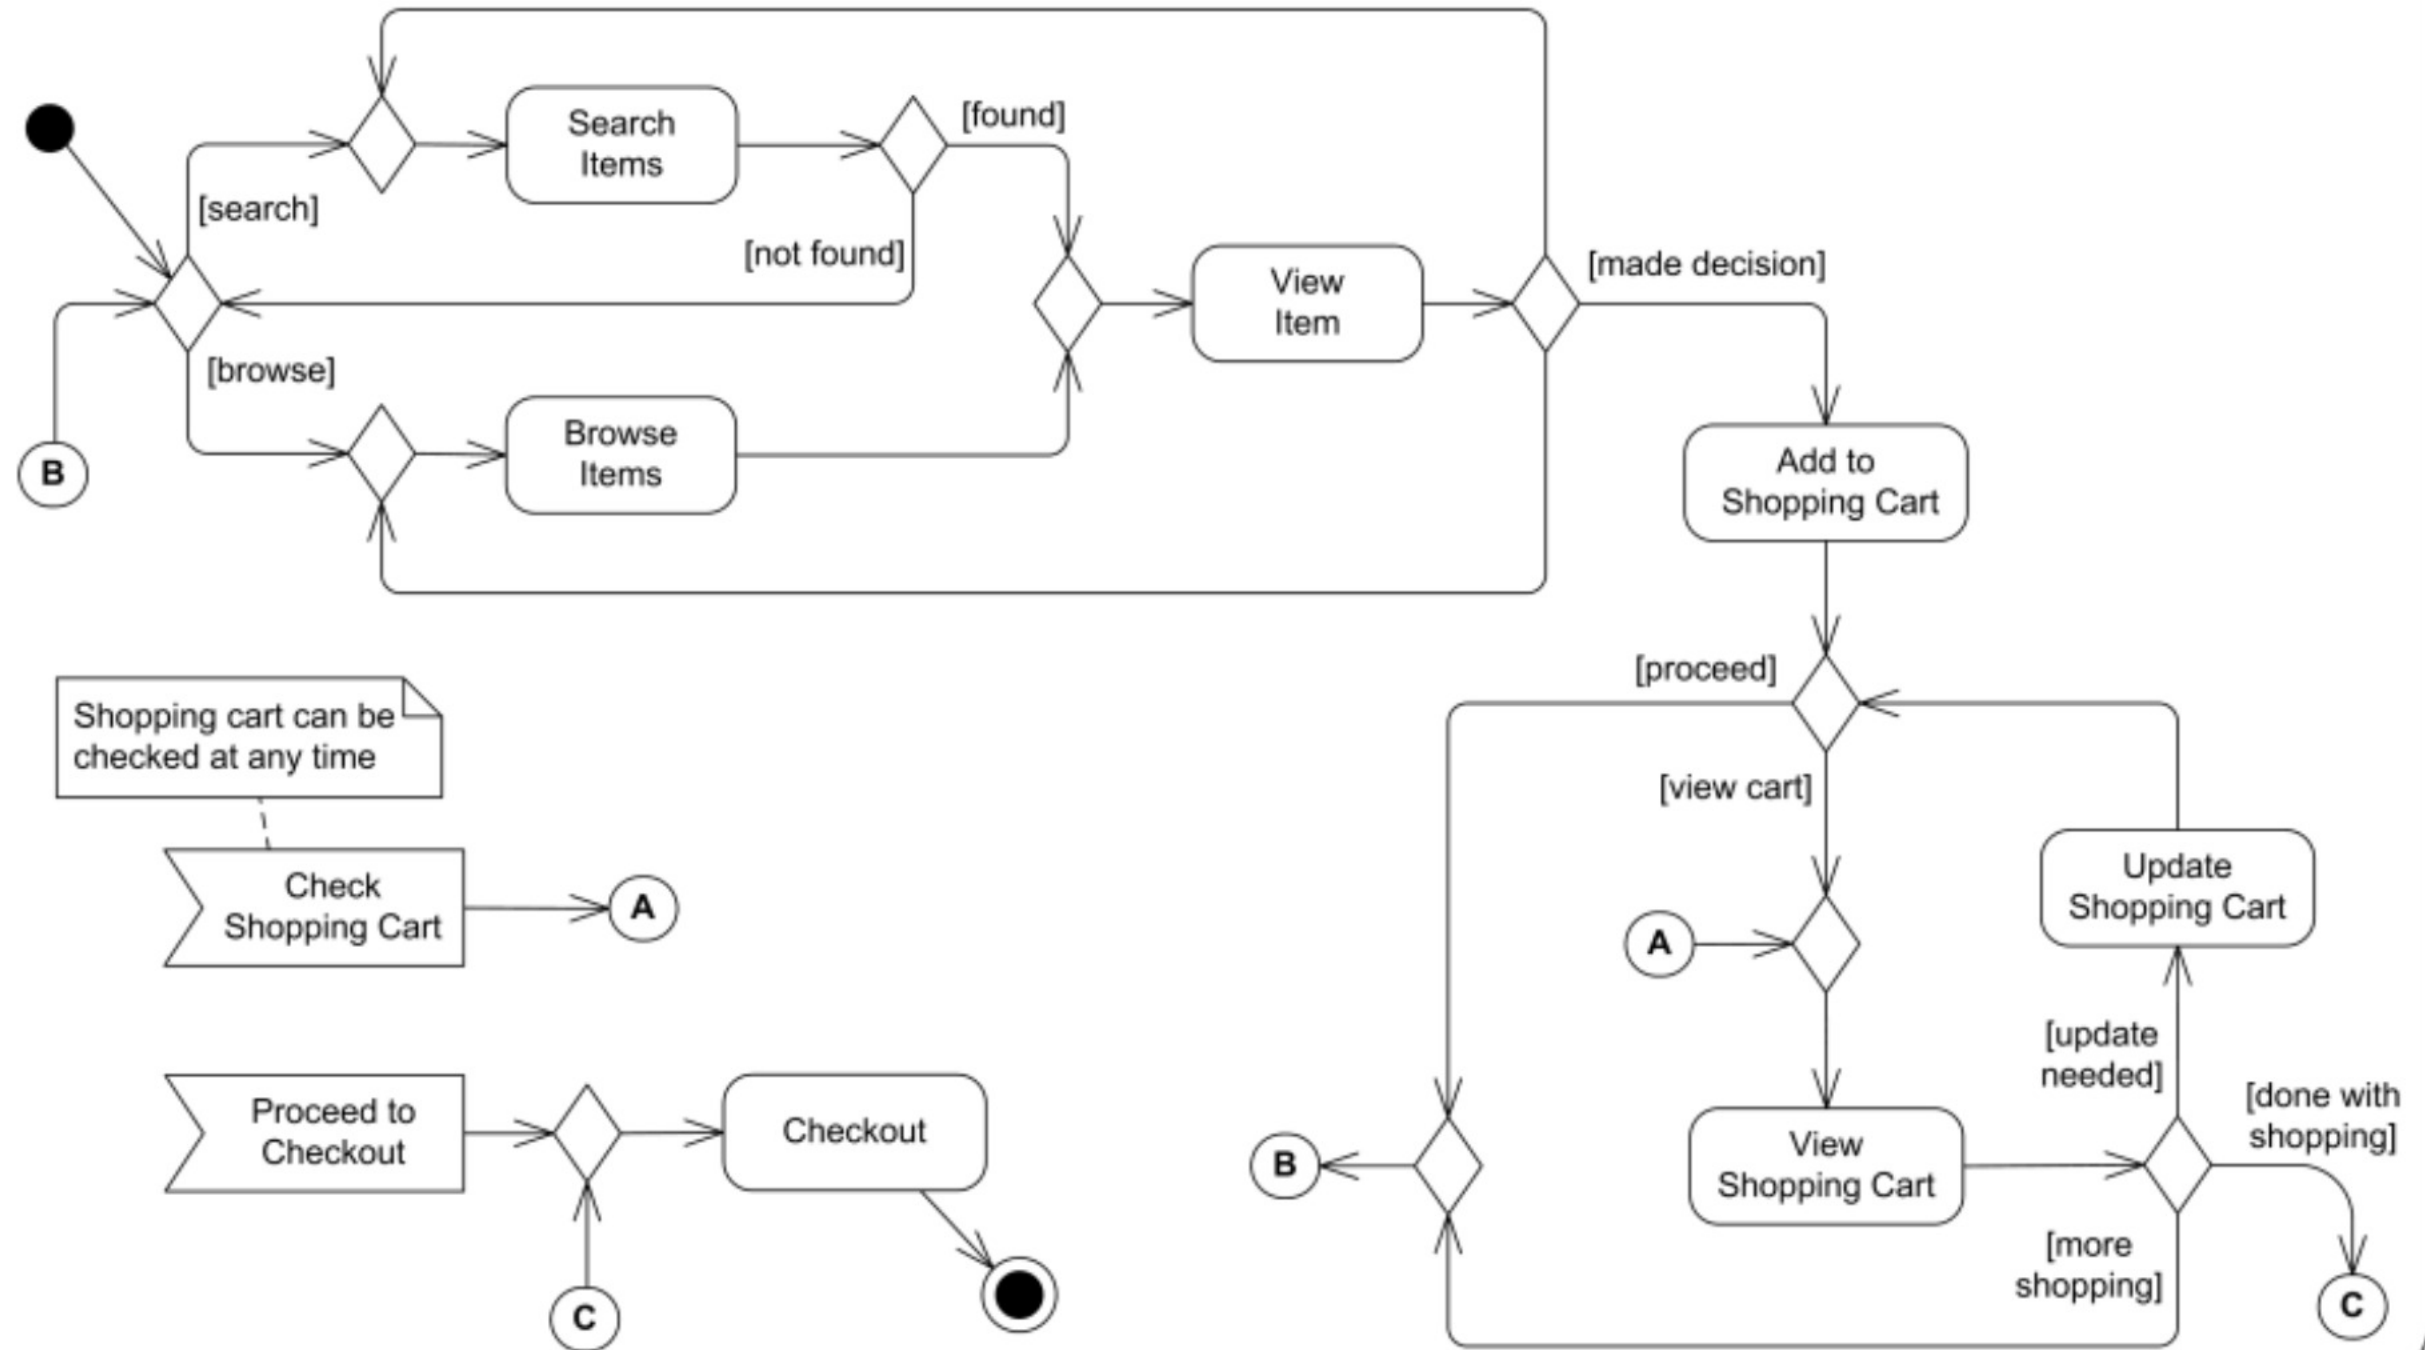 [found]
Search
Items
[search]
[not found]
[made decision]
View
Item
[browse]
Browse
Items
B
Add to
Shopping Cart
[proceed]
Shopping cart can be
checked at any time
[view cart]
Check
Shopping Cart
A
A
Update
Shopping Cart
[update
needed]
[done with
shopping]
Proceed to
Checkout
Checkout
B
View
Shopping Cart
[more
shopping]
C
C